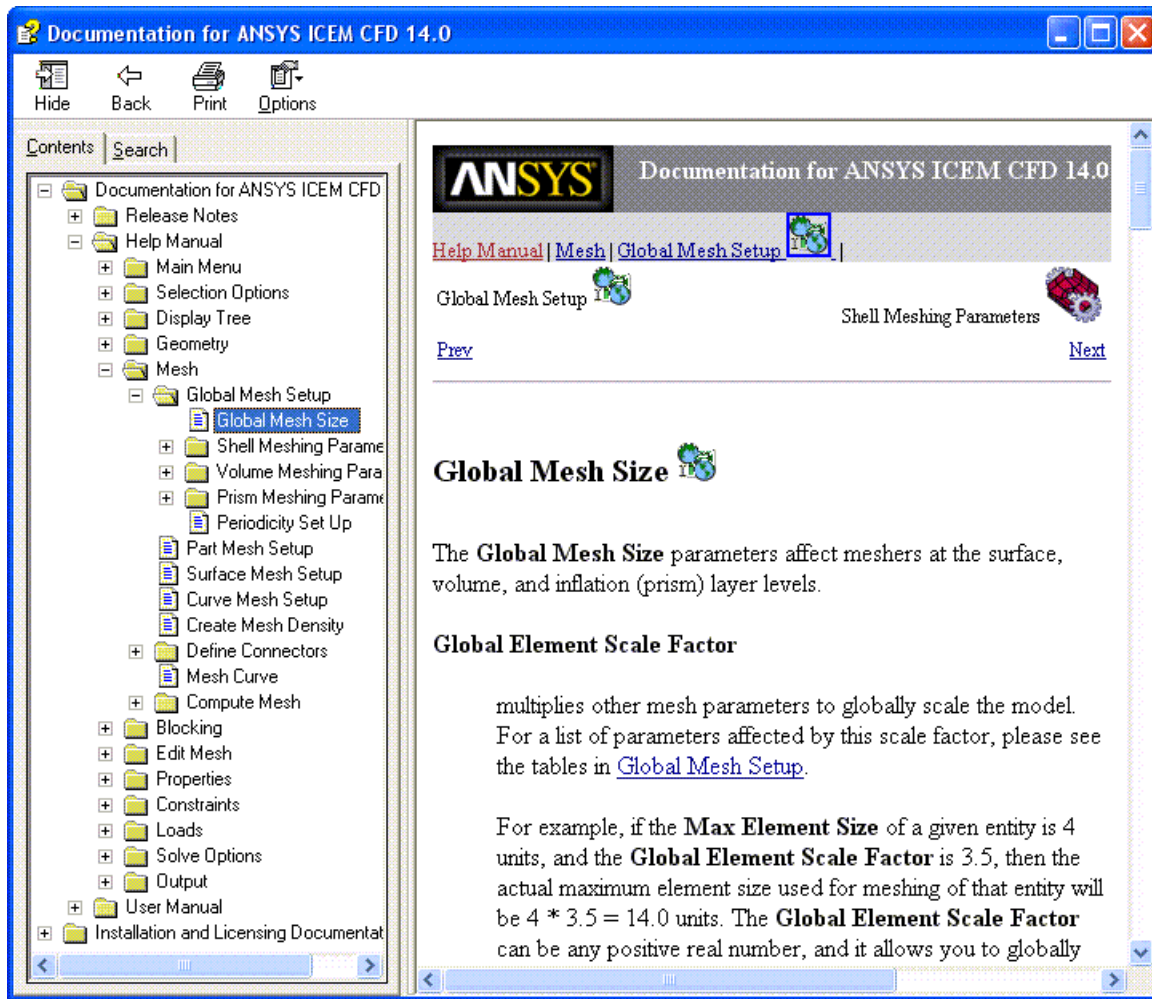 Documentation for ANSYS ICEM CFD 14.0
Hide Back Print Options
Contents Search
Documentation for ANSYS ICEM CFD
Release Notes
Help Manual
Main Menu
Selection Options
Display Tree
Geometry
Mesh
Global Mesh Setup
Global Mesh Size
Shell Meshing Parame
Volume Meshing Para
Prism Meshing Parame
Periodicity Set Up
Part Mesh Setup
Surface Mesh Setup
Curve Mesh Setup
Create Mesh Density
Define Connectors
Mesh Curve
Compute Mesh
Blocking
Edit Mesh
Properties
Constraints
Loads
Solve Options
Output
User Manual
Installation and Licensing Documentat
ANSYS Documentation for ANSYS ICEM CFD 14.0
Help Manual | Mesh | Global Mesh Setup |
Global Mesh Setup
Shell Meshing Parameters
Prev Next
Global Mesh Size
The Global Mesh Size parameters affect meshers at the surface,
volume, and inflation (prism) layer levels.
Global Element Scale Factor
multiplies other mesh parameters to globally scale the model.
For a list of parameters affected by this scale factor, please see
the tables in Global Mesh Setup.
For example, if the Max Element Size of a given entity is 4
units, and the Global Element Scale Factor is 3.5, then the
actual maximum element size used for meshing of that entity will
be 4 * 3.5 = 14.0 units. The Global Element Scale Factor
can be any positive real number, and it allows you to globally